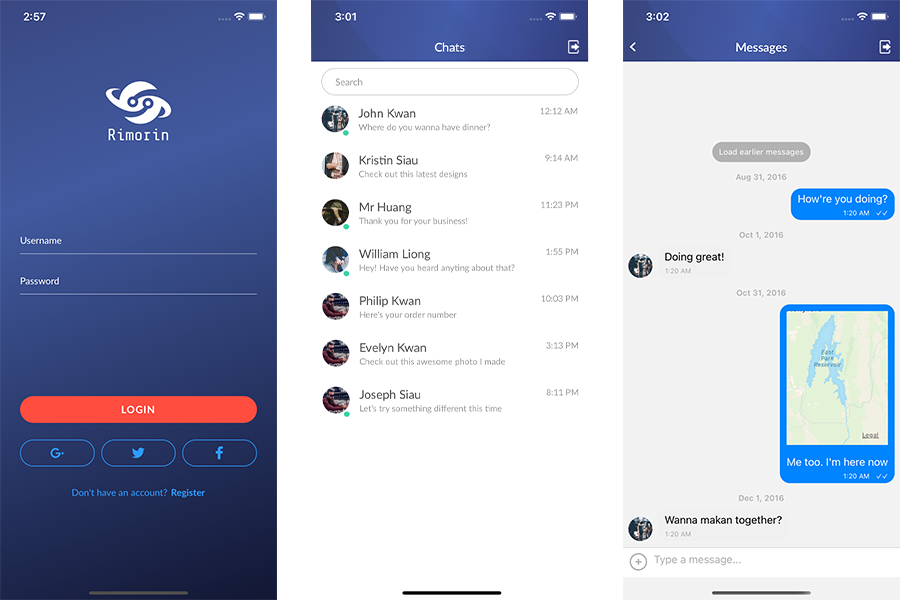 2:57
Rimorin
Username
Password
LOGIN
G+
Don't have an account? Register
3:01
Chats
Search
John Kwan 12:12 AM
Where do you wanna have dinner?
Kristin Siau 9:14 AM
Check out this latest designs
Mr Huang 11:23 PM
Thank you for your business!
William Liong 1:55 PM
Hey! Have you heard anyting about that?
Philip Kwan 10:03 PM
Here's your order number
Evelyn Kwan 3:13 PM
Check out this awesome photo I made
Joseph Siau 8:11 PM
Let's try something different this time
3:02
Messages
Load earlier messages
Aug 31, 2016
How're you doing?
1:20 AM
Oct 1, 2016
Doing great!
1:20 AM
Oct 31, 2016
East
Park
Reservoir
Legal
Me too. I'm here now
1:20 AM
Dec 1, 2016
Wanna makan together?
1:20 AM
Type a message...